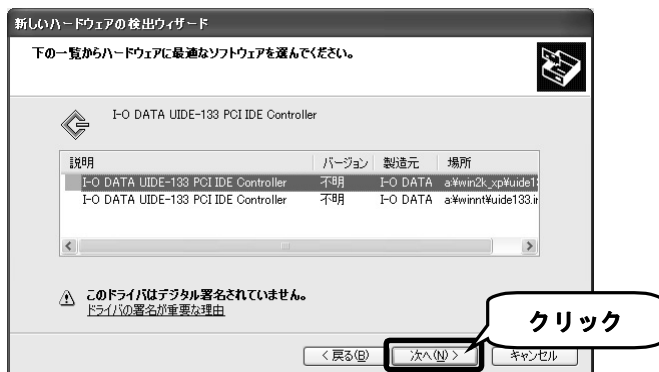 新しいハードウェアの検出ウィザード
下の一覧からハードウェアに最適なソフトウェアを選んでください。
I-O DATA UIDE-133 PCI IDE Controller
説明 バージョン 製造元 場所
I-O DATA UIDE-133 PCI IDE Controller 不明 I-O DATA a:¥win2k_xp¥uide1
I-O DATA UIDE-133 PCI IDE Controller 不明 I-O DATA a:¥winnt¥uide133.in
このドライバはデジタル署名されていません。
ドライバの署名が重要な理由
クリック
< 戻る(B) 次へ(N) > キャンセル